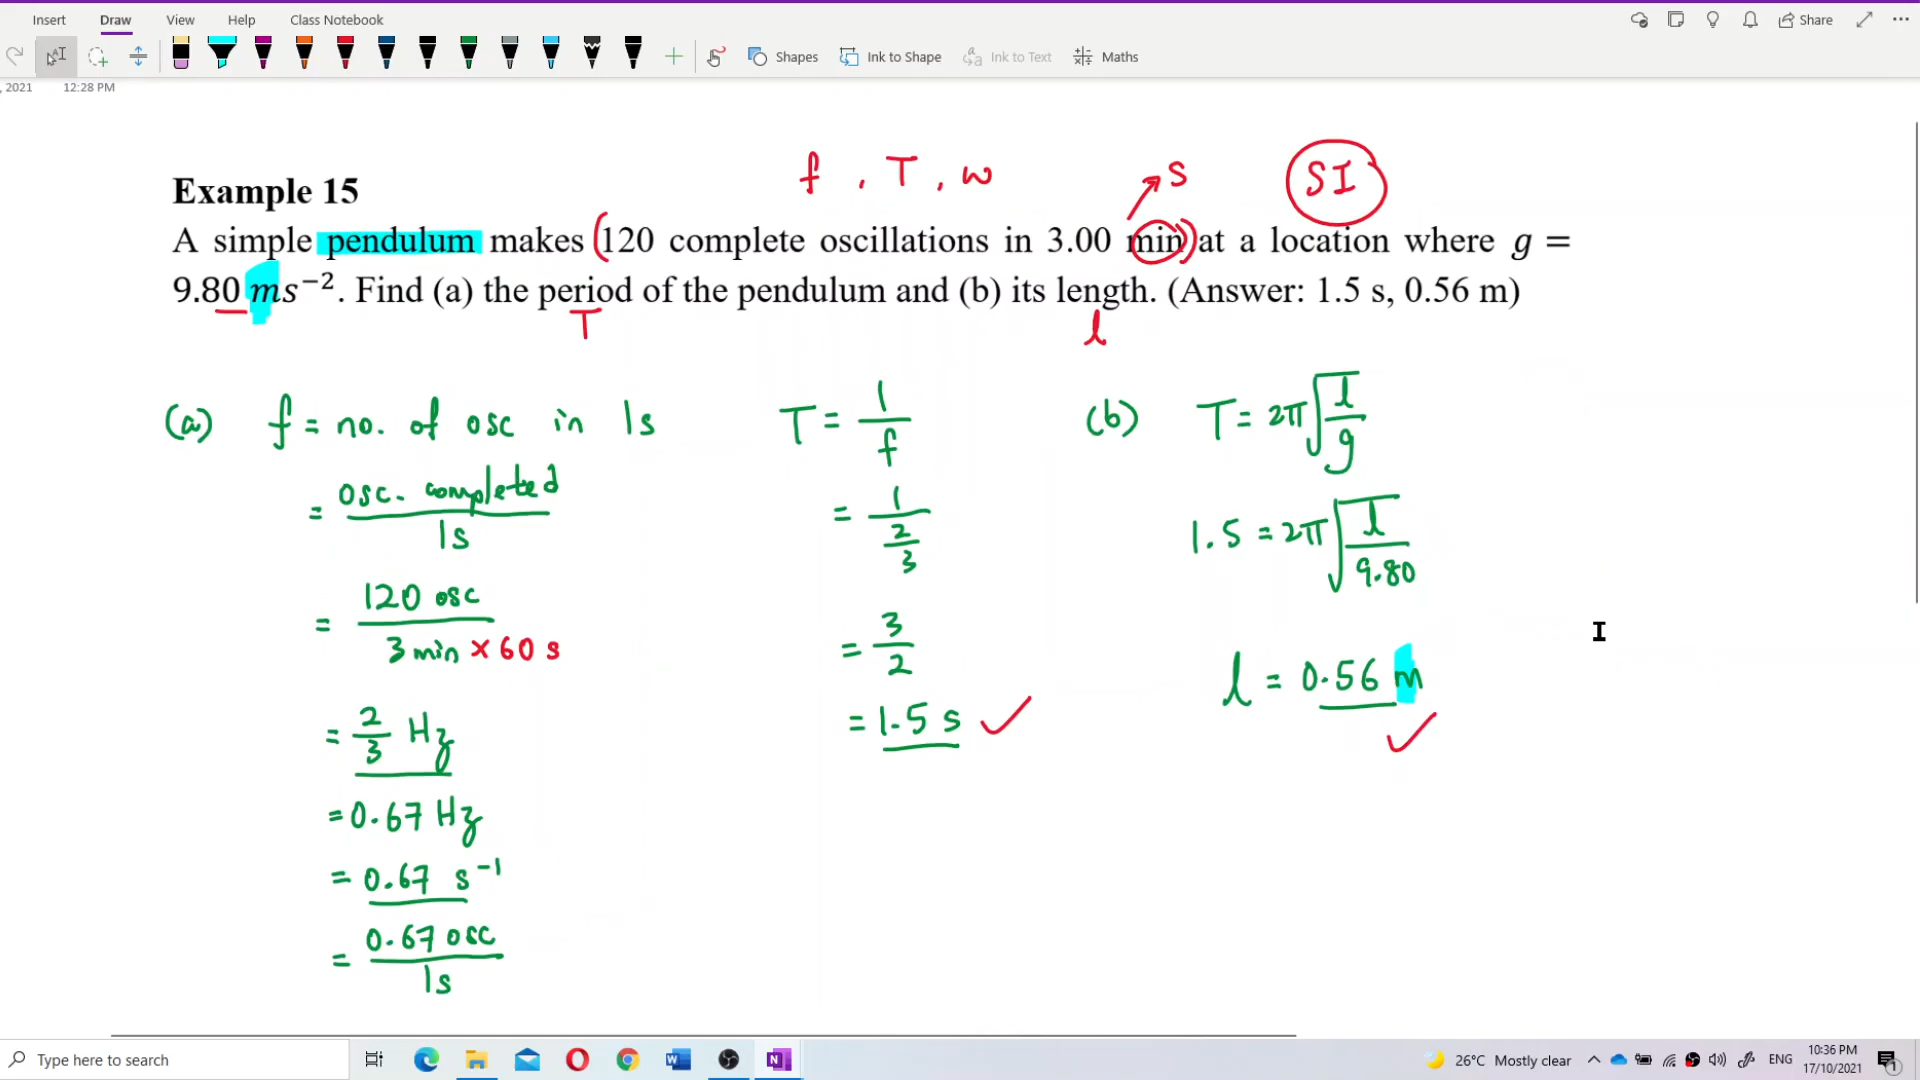 Insert Draw View Help Class Notebook
Share
Shapes Ink to Shape Ink to Text Maths
, 2021 12:28 PM
f , T , w
s
SI
Example 15
A simple pendulum makes (120 complete oscillations in 3.00 min) at a location where g =
9.80 ms⁻². Find (a) the period of the pendulum and (b) its length. (Answer: 1.5 s, 0.56 m)
T
l
(a) f = no. of osc in 1s
= osc. completed / 1s
= 120 osc / 3 min × 60 s
= 2/3 Hz
= 0.67 Hz
= 0.67 s⁻¹
= 0.67 osc / 1s
T = 1/f
= 1/(2/3)
= 3/2
= 1.5 s ✓
(b) T = 2π√(l/g)
1.5 = 2π√(l/9.80)
l = 0.56 m
✓
Type here to search
26°C Mostly clear
ENG
10:36 PM
17/10/2021
1